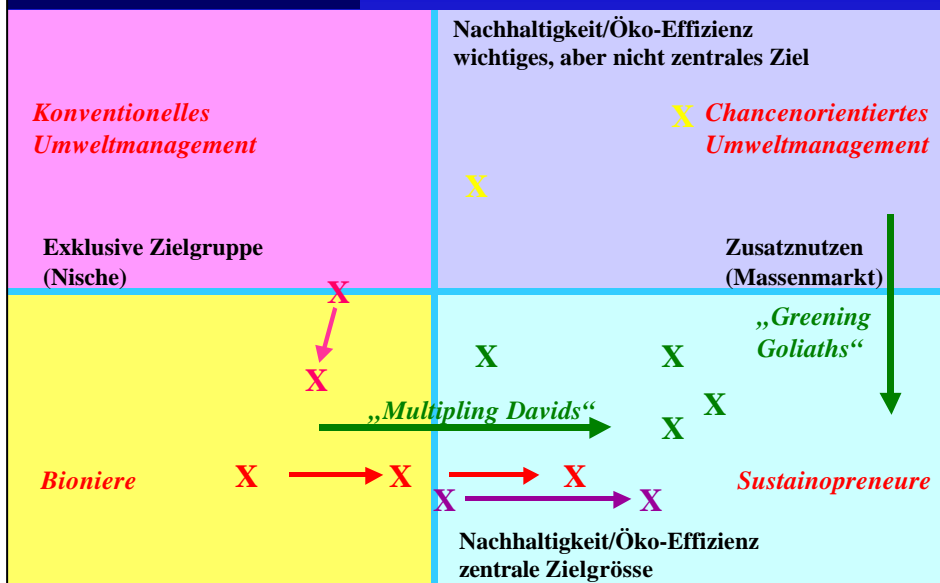 Nachhaltigkeit/Öko-Effizienz
wichtiges, aber nicht zentrales Ziel
Konventionelles
Umweltmanagement
X
Chancenorientiertes
Umweltmanagement
X
Exklusive Zielgruppe
(Nische)
Zusatznutzen
(Massenmarkt)
X
„Greening
Goliaths“
X
X
X
X
„Multipling Davids“
X
Bioniere
X
X
X
Sustainopreneure
X
X
Nachhaltigkeit/Öko-Effizienz
zentrale Zielgrösse